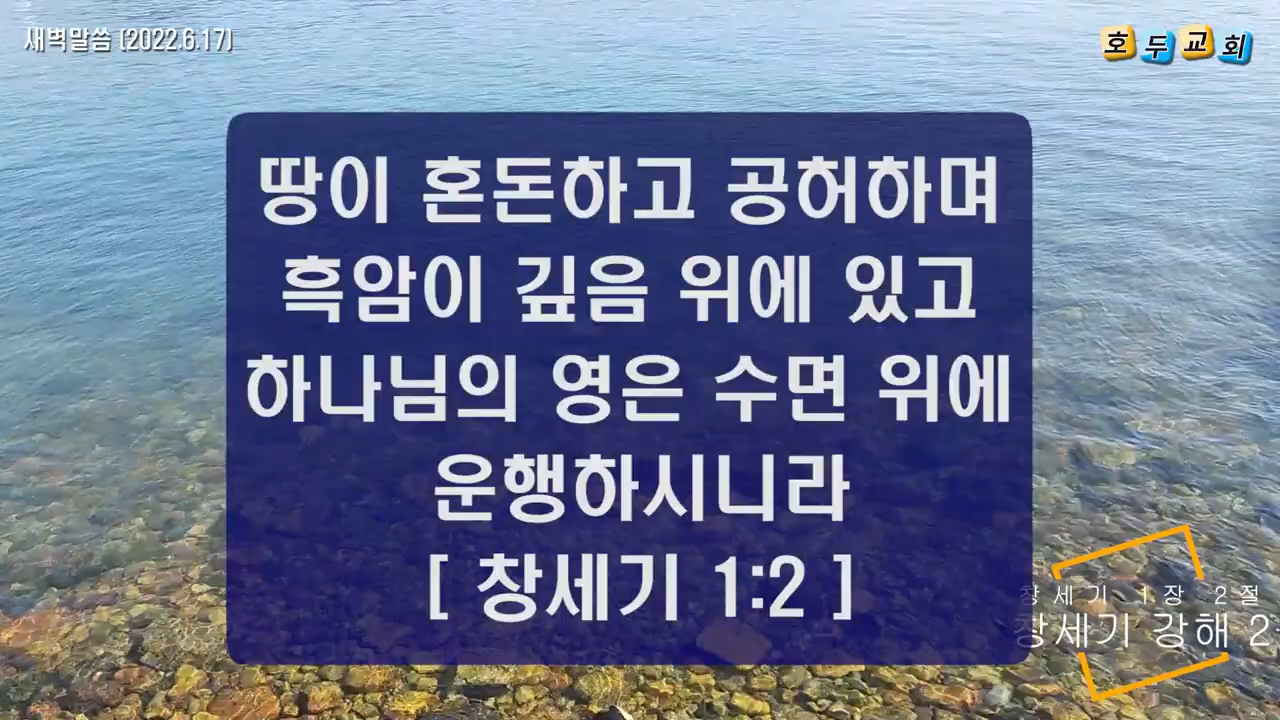 새벽말씀 (2022.6.17)
호두교회
땅이 혼돈하고 공허하며
흑암이 깊음 위에 있고
하나님의 영은 수면 위에
운행하시니라
[ 창세기 1:2 ]
창세기 1장 2절
창세기 강해 2